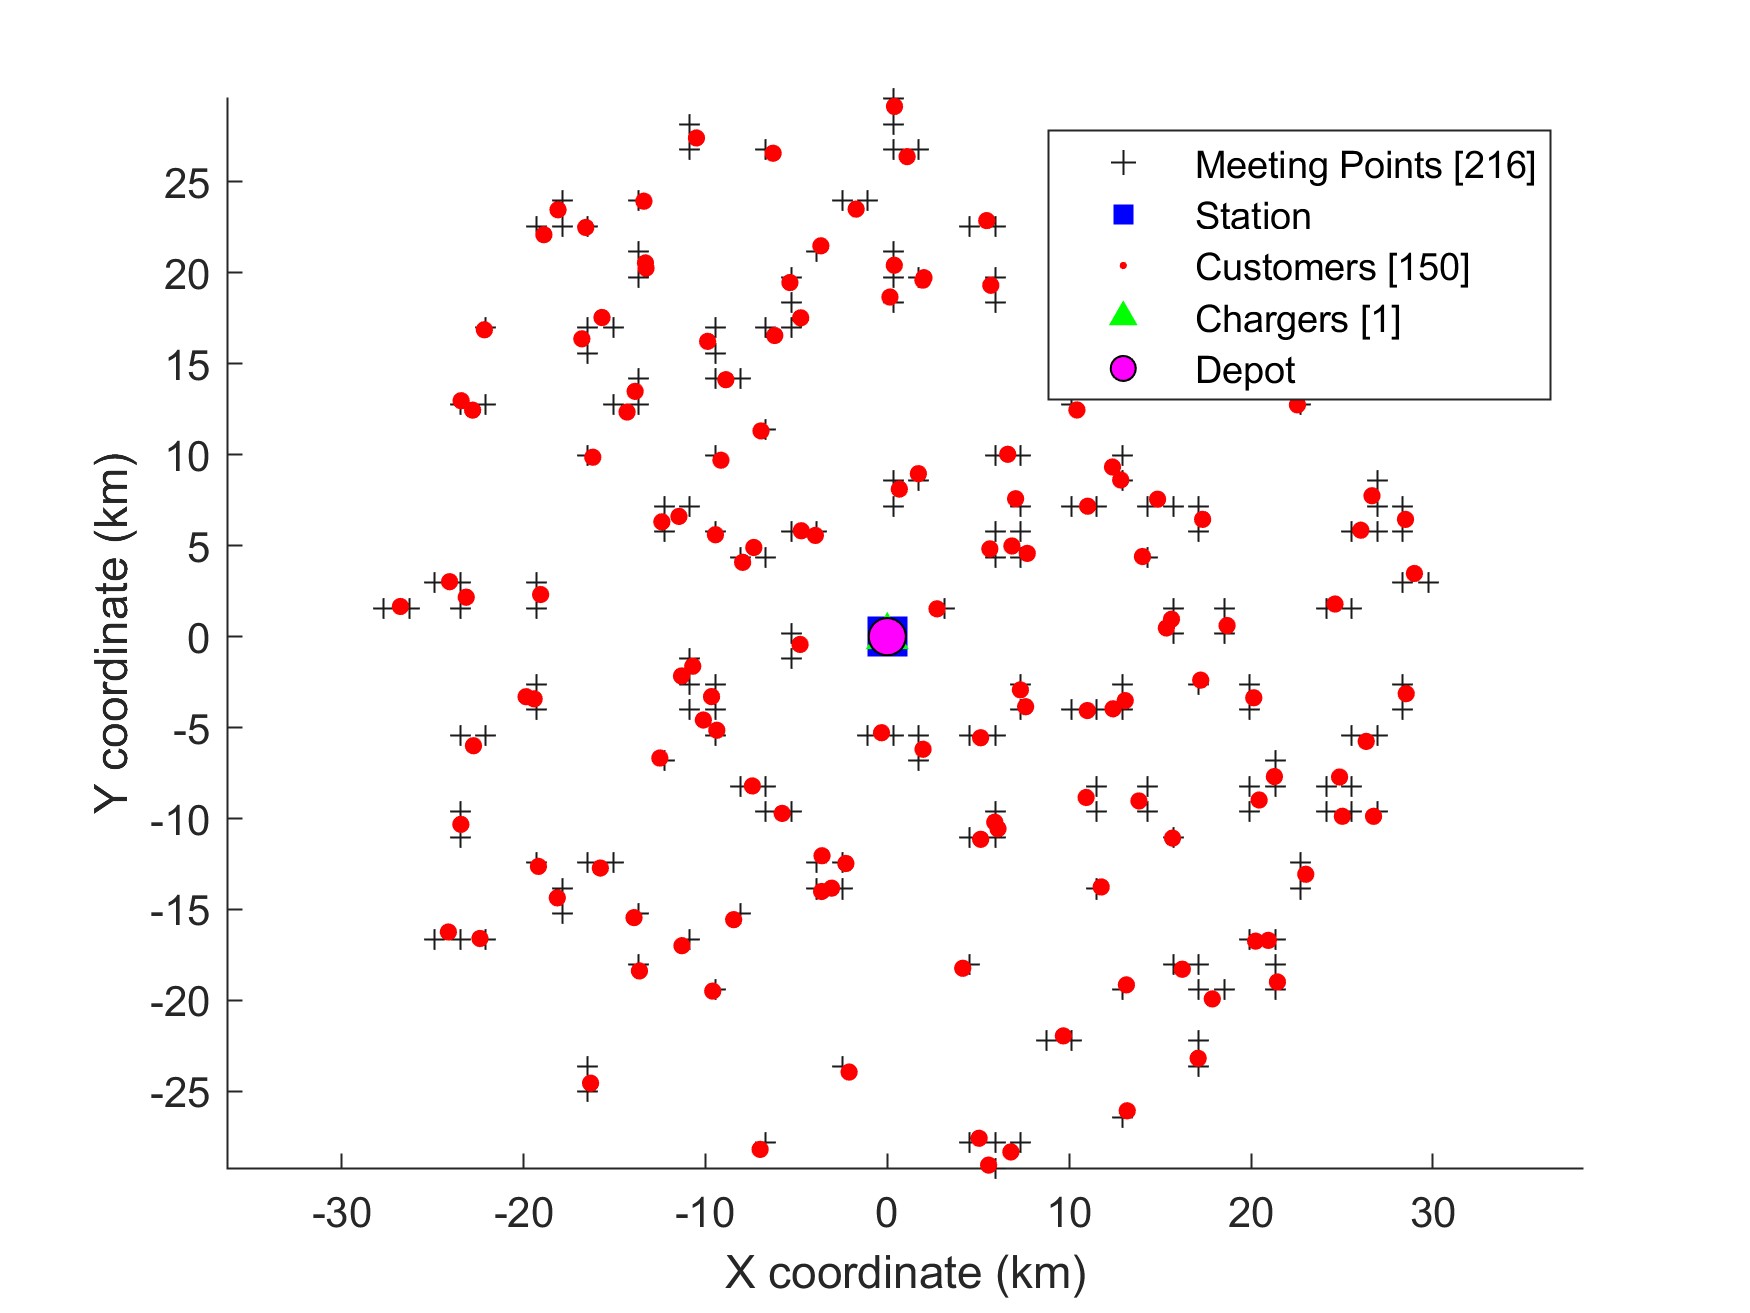 Meeting Points [216]
Station
Customers [150]
Chargers [1]
Depot
25
20
15
10
5
0
-5
-10
-15
-20
-25
Y coordinate (km)
-30 -20 -10 0 10 20 30
X coordinate (km)